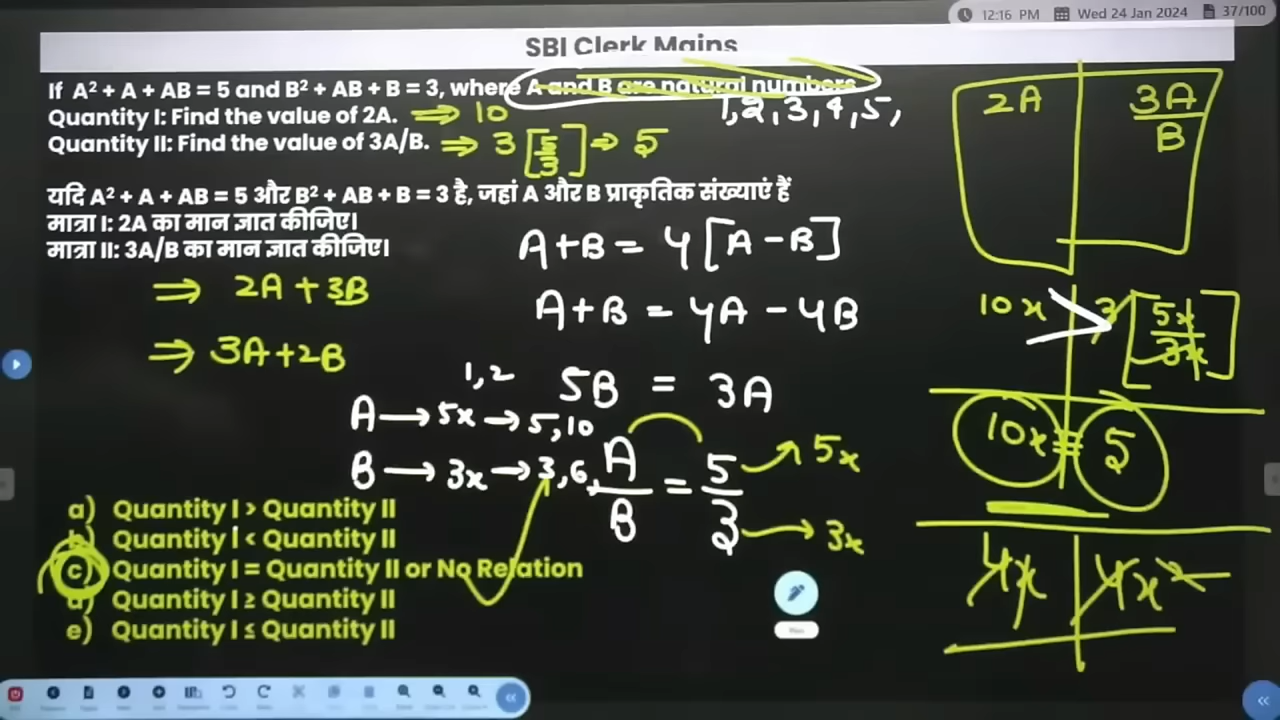 12:16 PM Wed 24 Jan 2024 37/100
SBI Clerk Mains
If A² + A + AB = 5 and B² + AB + B = 3, where A and B are natural numbers
1, 2, 3, 4, 5,
Quantity I: Find the value of 2A. ⇒ 10
Quantity II: Find the value of 3A/B. ⇒ 3 [5/3] ⇒ 5
यदि A² + A + AB = 5 और B² + AB + B = 3 है, जहां A और B प्राकृतिक संख्याएं हैं
मात्रा I: 2A का मान ज्ञात कीजिए।
मात्रा II: 3A/B का मान ज्ञात कीजिए।
⇒ 2A + 3B
⇒ 3A + 2B
A + B = 4 [A - B]
A + B = 4A - 4B
5B = 3A
1, 2
A → 5x → 5, 10
B → 3x → 3, 6,
A/B = 5/3
→ 5x
→ 3x
a) Quantity I > Quantity II
b) Quantity I < Quantity II
c) Quantity I = Quantity II or No Relation
d) Quantity I ≥ Quantity II
e) Quantity I ≤ Quantity II
2A 3A/B
10x > 3 [5x/3x]
10x = 5
4x 4x²